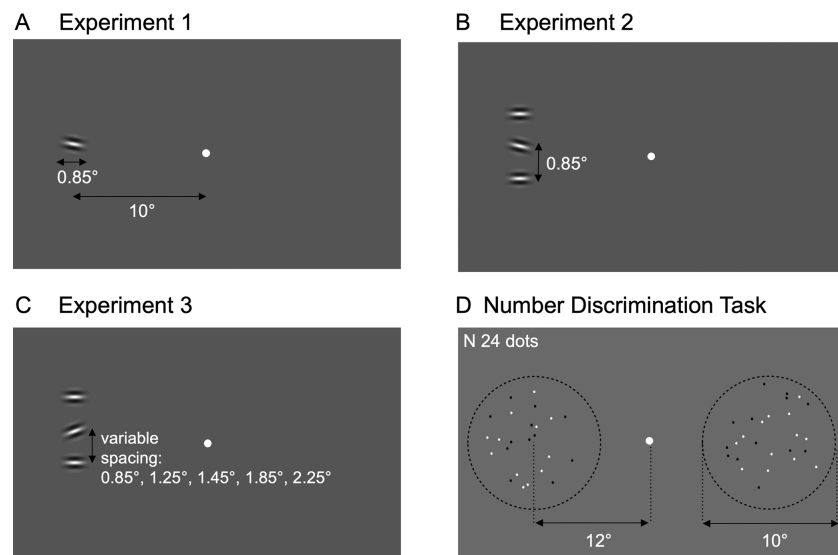 A Experiment 1
0.85°
10°
B Experiment 2
0.85°
C Experiment 3
variable
spacing:
0.85°, 1.25°, 1.45°, 1.85°, 2.25°
D Number Discrimination Task
N 24 dots
12°
10°